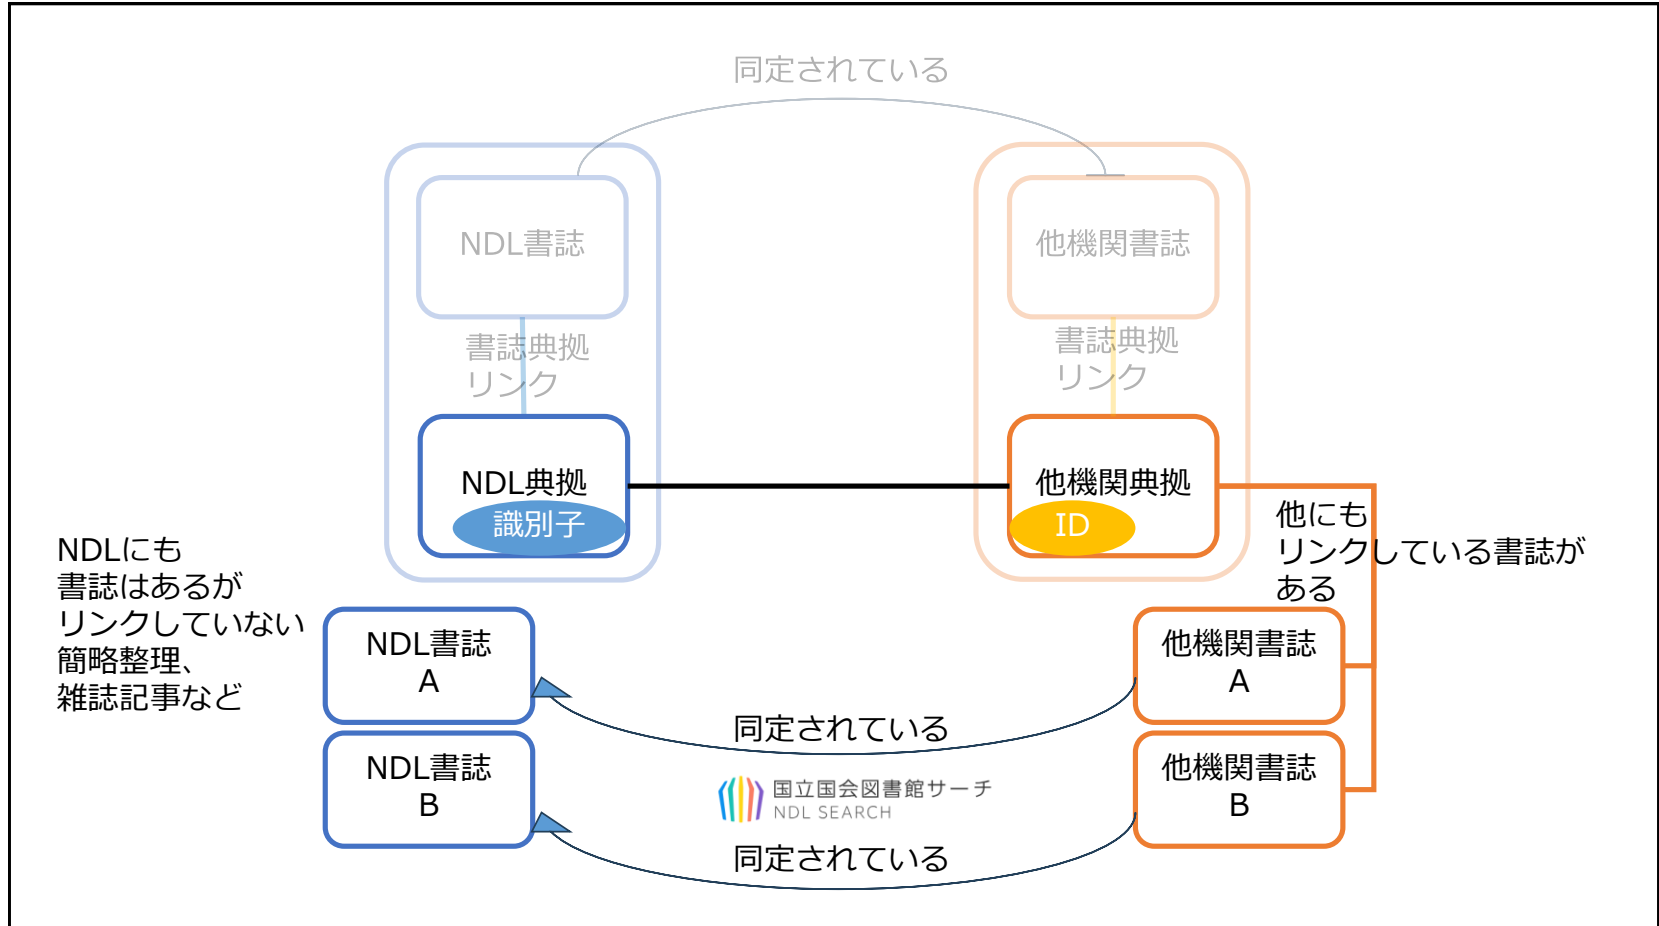 同定されている
NDL書誌
他機関書誌
書誌典拠
リンク
書誌典拠
リンク
NDL典拠
識別子
他機関典拠
ID
他にも
リンクしている書誌が
ある
NDLにも
書誌はあるが
リンクしていない
簡略整理、
雑誌記事など
NDL書誌
A
他機関書誌
A
同定されている
NDL書誌
B
他機関書誌
B
国立国会図書館サーチ
NDL SEARCH
同定されている